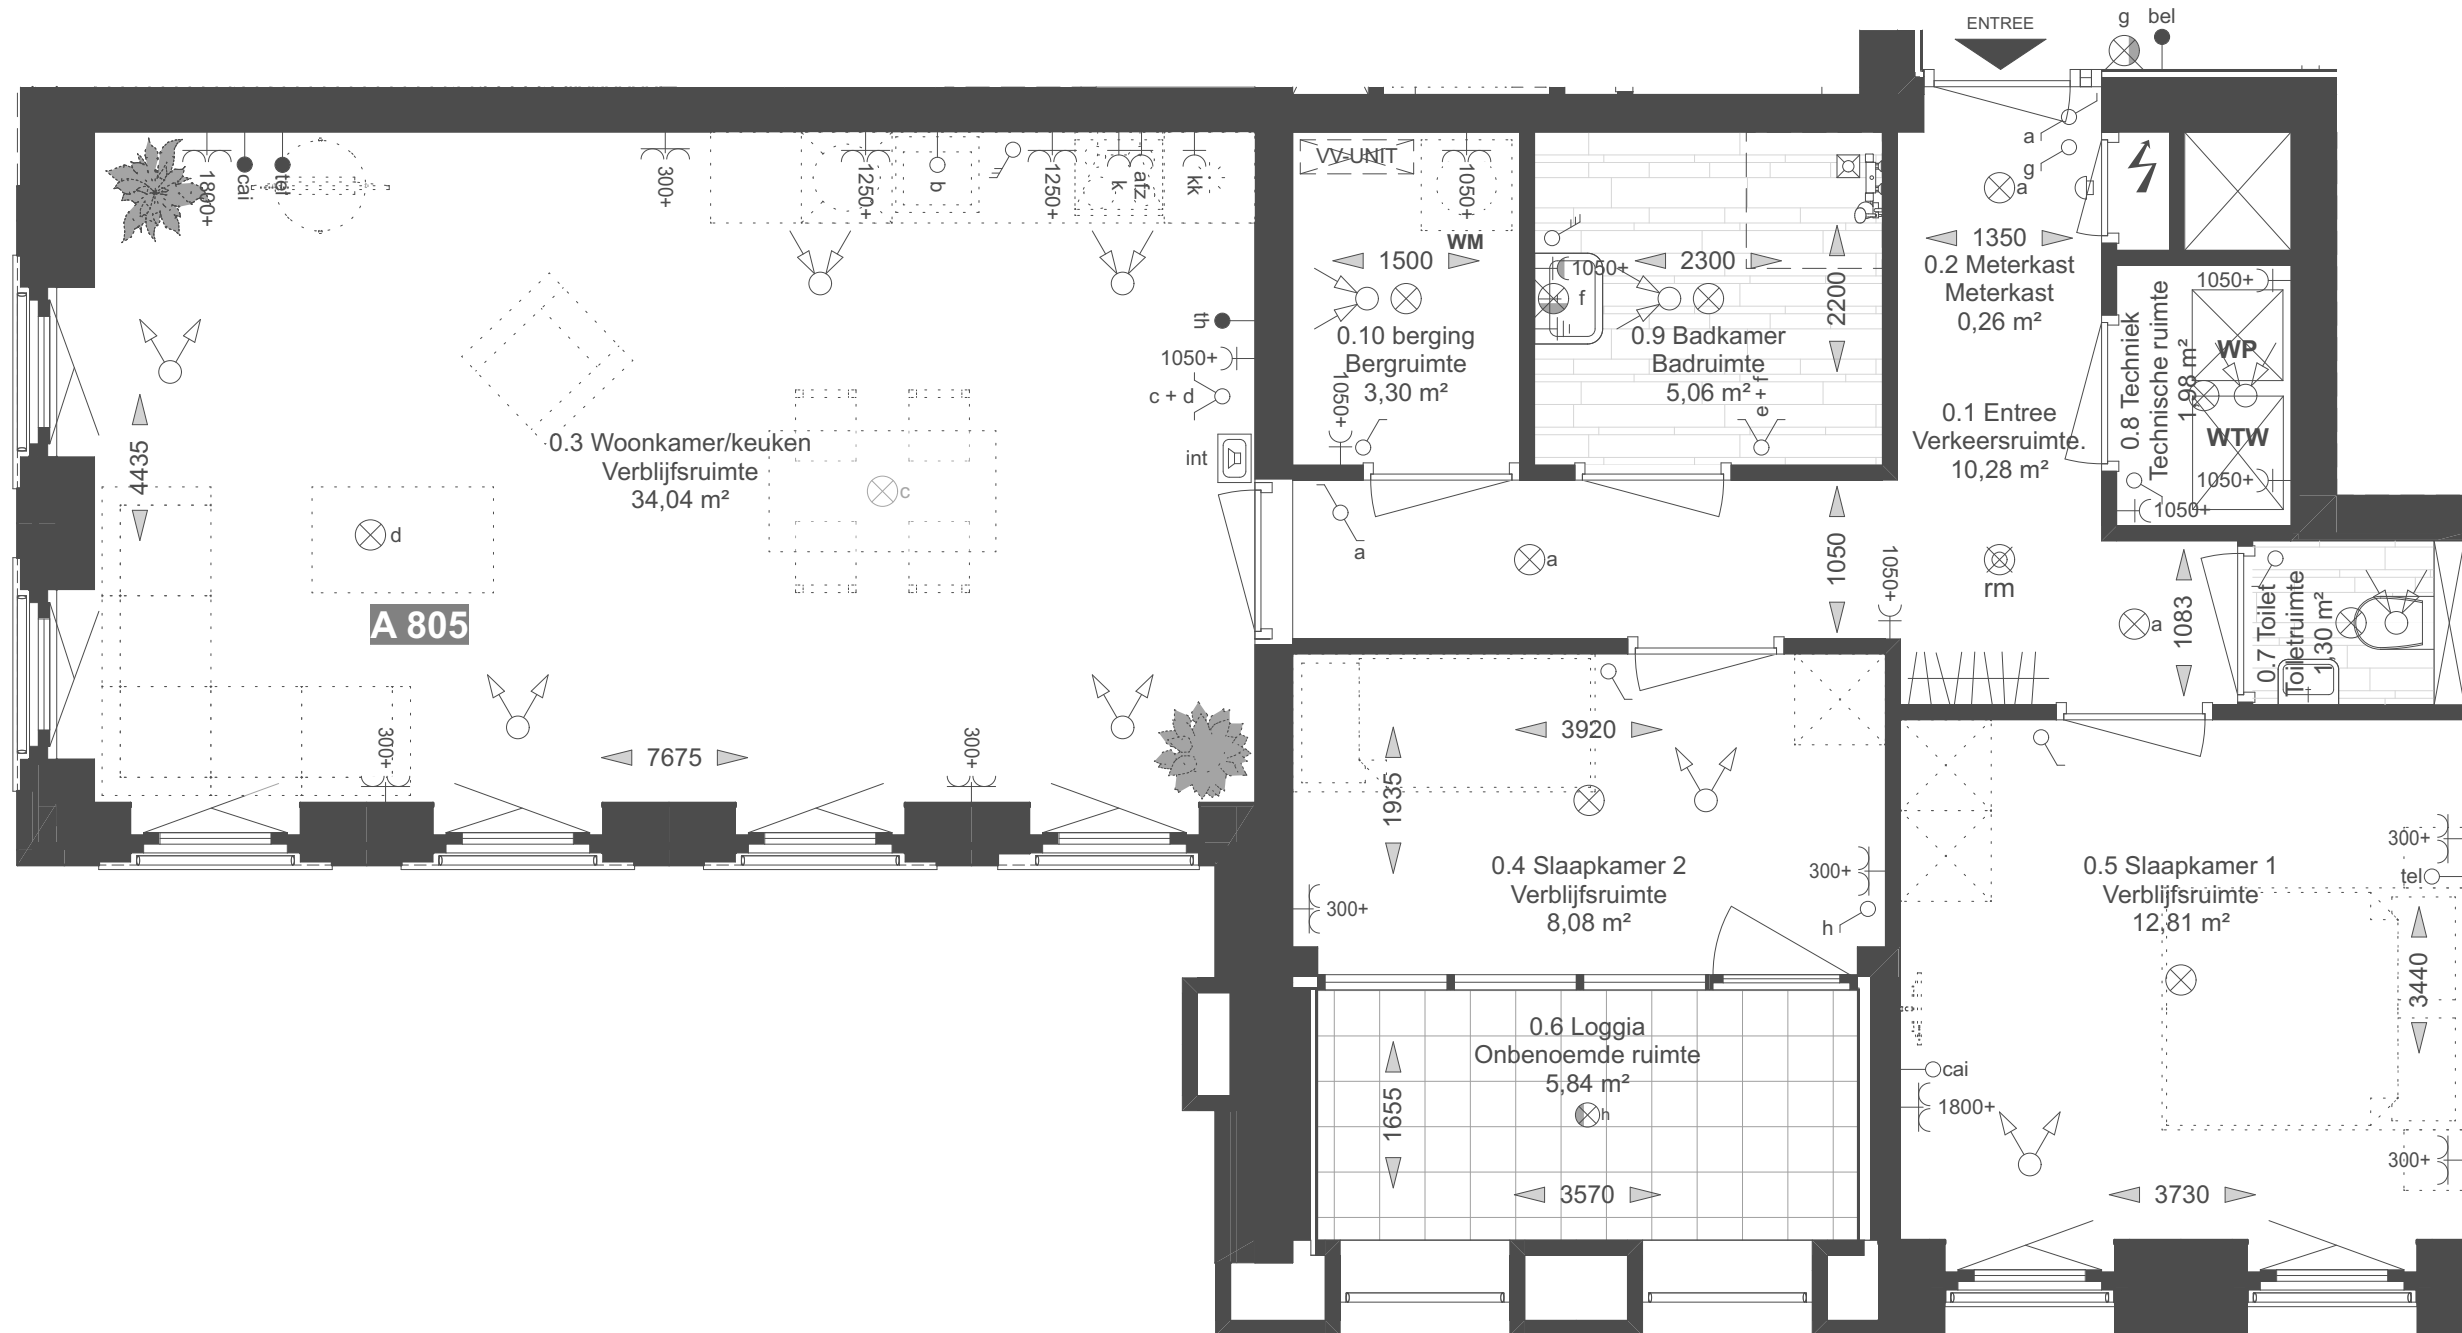 ENTREE
g
bel
1800+
cai
tel
300+
1250+
b
1250+
k
afz
kk
VV-UNIT
1050+
WM
a
g
a
1500
1050+
2300
2200
1350
0.2 Meterkast
Meterkast
0,26 m²
f
0.10 berging
Bergruimte
3,30 m²
1050+
0.9 Badkamer
Badruimte
5,06 m²
e + f
0.8 Techniek
Technische ruimte
1,98 m²
1050+
WP
WTW
1050+
1050+
th
1050+
c + d
int
4435
0.3 Woonkamer/keuken
Verblijfsruimte
34,04 m²
c
d
A 805
0.1 Entree
Verkeersruimte.
10,28 m²
a
a
1050
1050+
rm
a
1083
0.7 Toilet
Toiletruimte
1,30 m²
300+
7675
300+
3920
1935
0.4 Slaapkamer 2
Verblijfsruimte
8,08 m²
300+
300+
h
0.5 Slaapkamer 1
Verblijfsruimte
12,81 m²
300+
tel
3440
0.6 Loggia
Onbenoemde ruimte
5,84 m²
h
1655
3570
cai
1800+
300+
3730